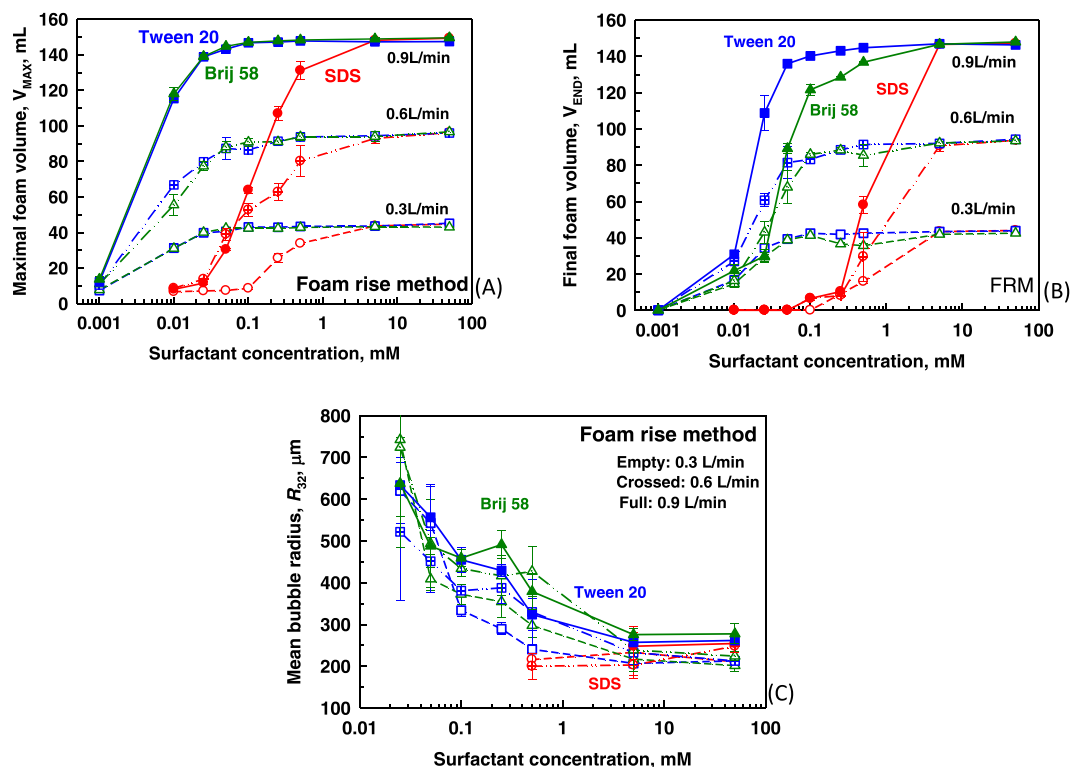 Maximal foam volume, VMAX, mL
160
140
120
100
80
60
40
20
0
Tween 20
Brij 58
SDS
0.9L/min
0.6L/min
0.3L/min
Foam rise method
(A)
0.001 0.01 0.1 1 10 100
Surfactant concentration, mM
Final foam volume, VEND, mL
160
140
120
100
80
60
40
20
0
Tween 20
0.9L/min
SDS
Brij 58
0.6L/min
0.3L/min
FRM
(B)
0.001 0.01 0.1 1 10 100
Surfactant concentration, mM
Mean bubble radius, R32, μm
800
700
600
500
400
300
200
100
Foam rise method
Empty: 0.3 L/min
Crossed: 0.6 L/min
Full: 0.9 L/min
Brij 58
Tween 20
SDS
(C)
0.01 0.1 1 10 100
Surfactant concentration, mM